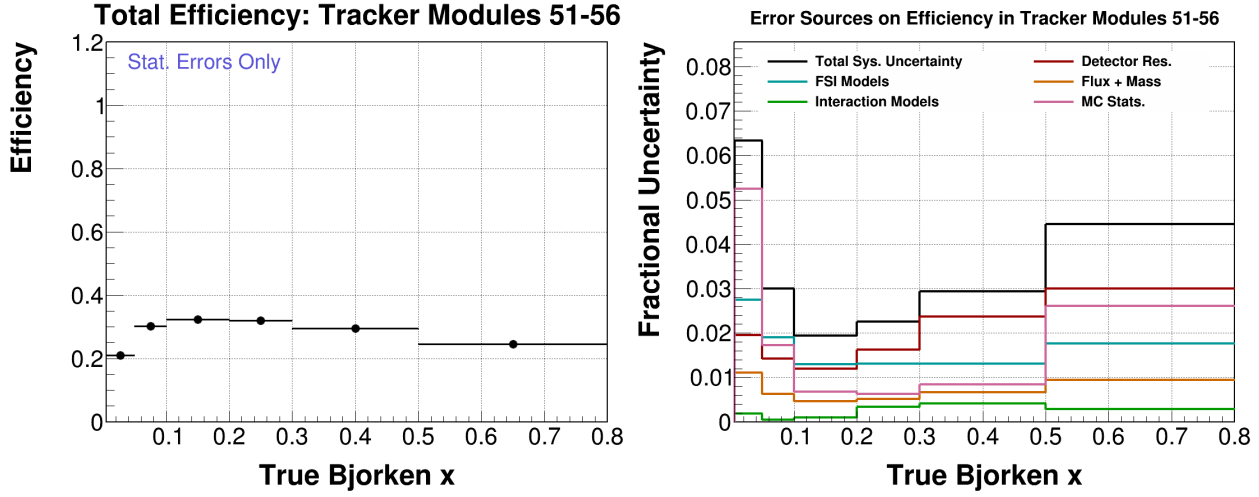 Total Efficiency: Tracker Modules 51-56
Stat. Errors Only
Efficiency
1.2
1
0.8
0.6
0.4
0.2
0
0.1 0.2 0.3 0.4 0.5 0.6 0.7 0.8
True Bjorken x
Error Sources on Efficiency in Tracker Modules 51-56
Total Sys. Uncertainty
FSI Models
Interaction Models
Detector Res.
Flux + Mass
MC Stats.
Fractional Uncertainty
0.08
0.07
0.06
0.05
0.04
0.03
0.02
0.01
0
0.1 0.2 0.3 0.4 0.5 0.6 0.7 0.8
True Bjorken x